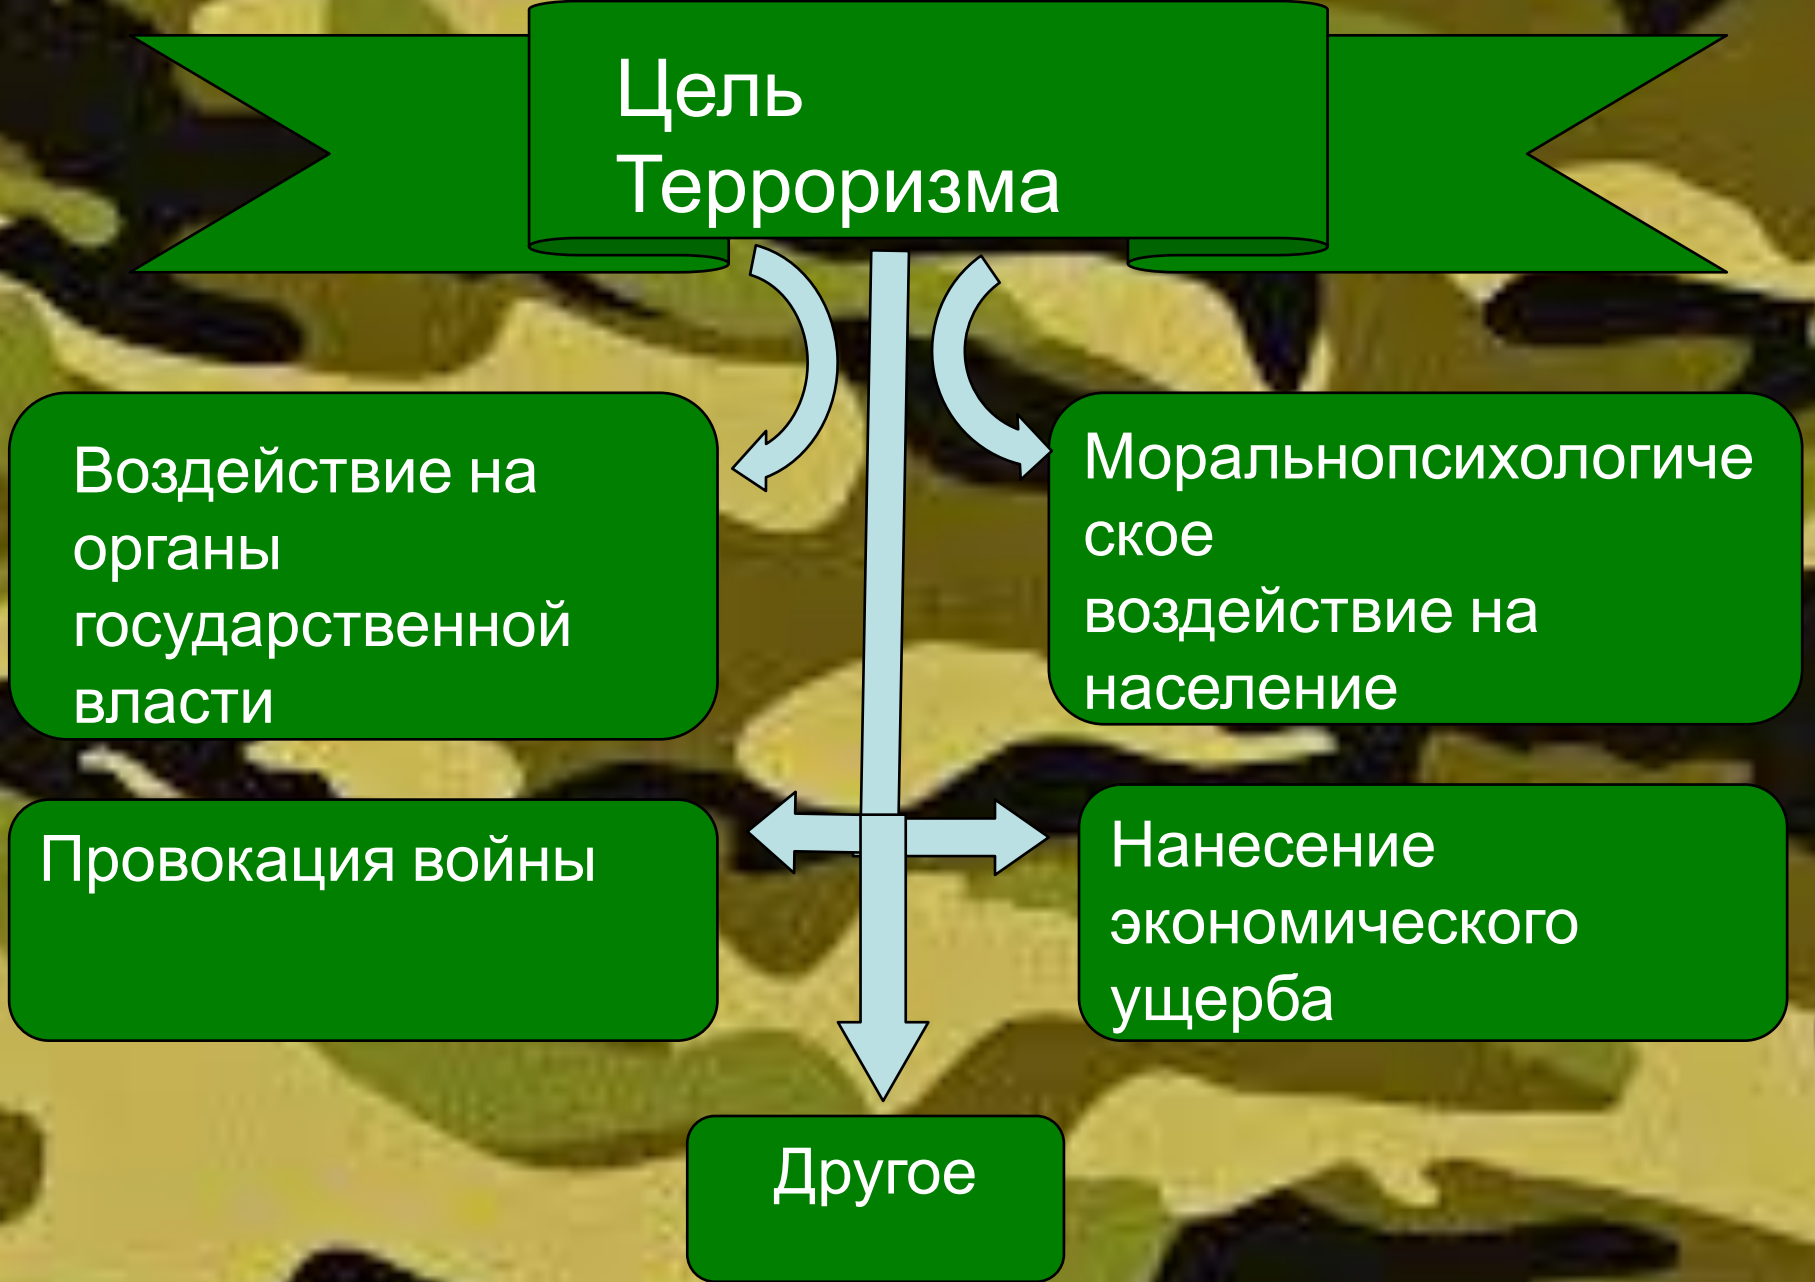 Цель
Терроризма
Воздействие на
органы
государственной
власти
Моральнопсихологиче
ское
воздействие на
население
Провокация войны
Нанесение
экономического
ущерба
Другое